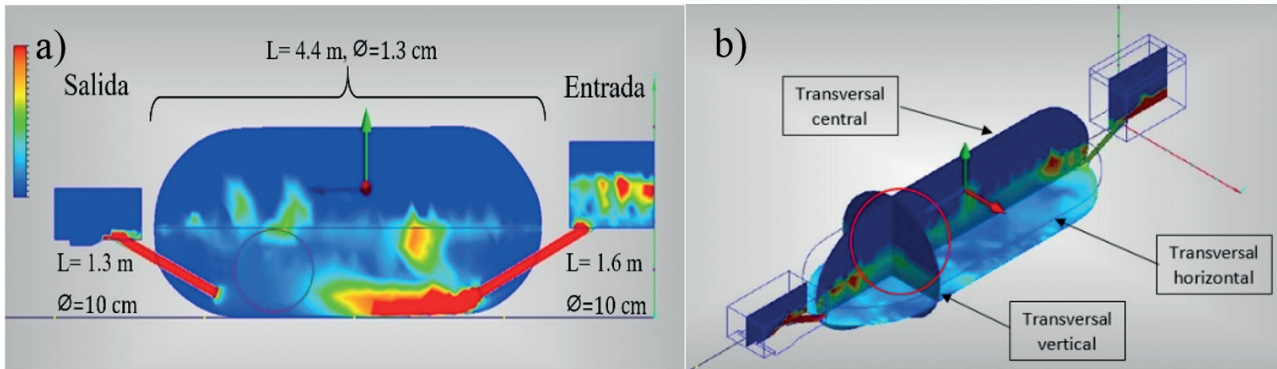 a)
L= 4.4 m, Ø=1.3 cm
Salida
Entrada
L= 1.3 m
Ø=10 cm
L= 1.6 m
Ø=10 cm
b)
Transversal
central
Transversal
horizontal
Transversal
vertical